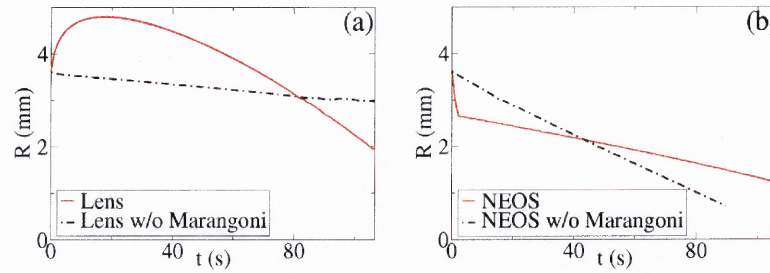 (a)
4
2
0
R (mm)
Lens
Lens w/o Marangoni
0
40
80
t (s)
(b)
4
2
0
R (mm)
NEOS
NEOS w/o Marangoni
0
40
80
t (s)